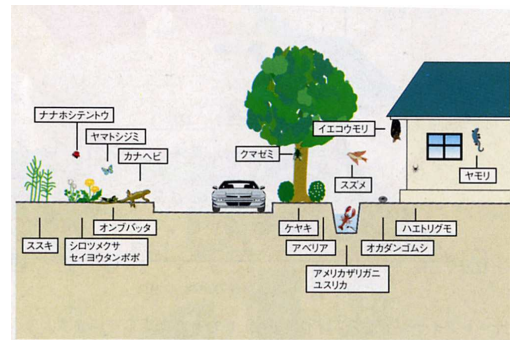 ナナホシテントウ
ヤマトシジミ
カナヘビ
クマゼミ
イエコウモリ
スズメ
ヤモリ
ススキ
シロツメクサ
セイヨウタンポポ
オンブバッタ
ケヤキ
アベリア
アメリカザリガニ
ユスリカ
オカダンゴムシ
ハエトリグモ